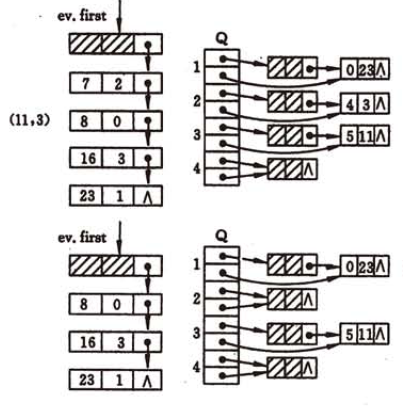 ev. first
Q
7 2
1 0 23 ∧
(11,3) 8 0
2 4 3 ∧
16 3
3 5 11 ∧
23 1 ∧
4 ∧
ev. first
Q
1 0 23 ∧
8 0
2 ∧
16 3
3 5 11 ∧
23 1 ∧
4 ∧